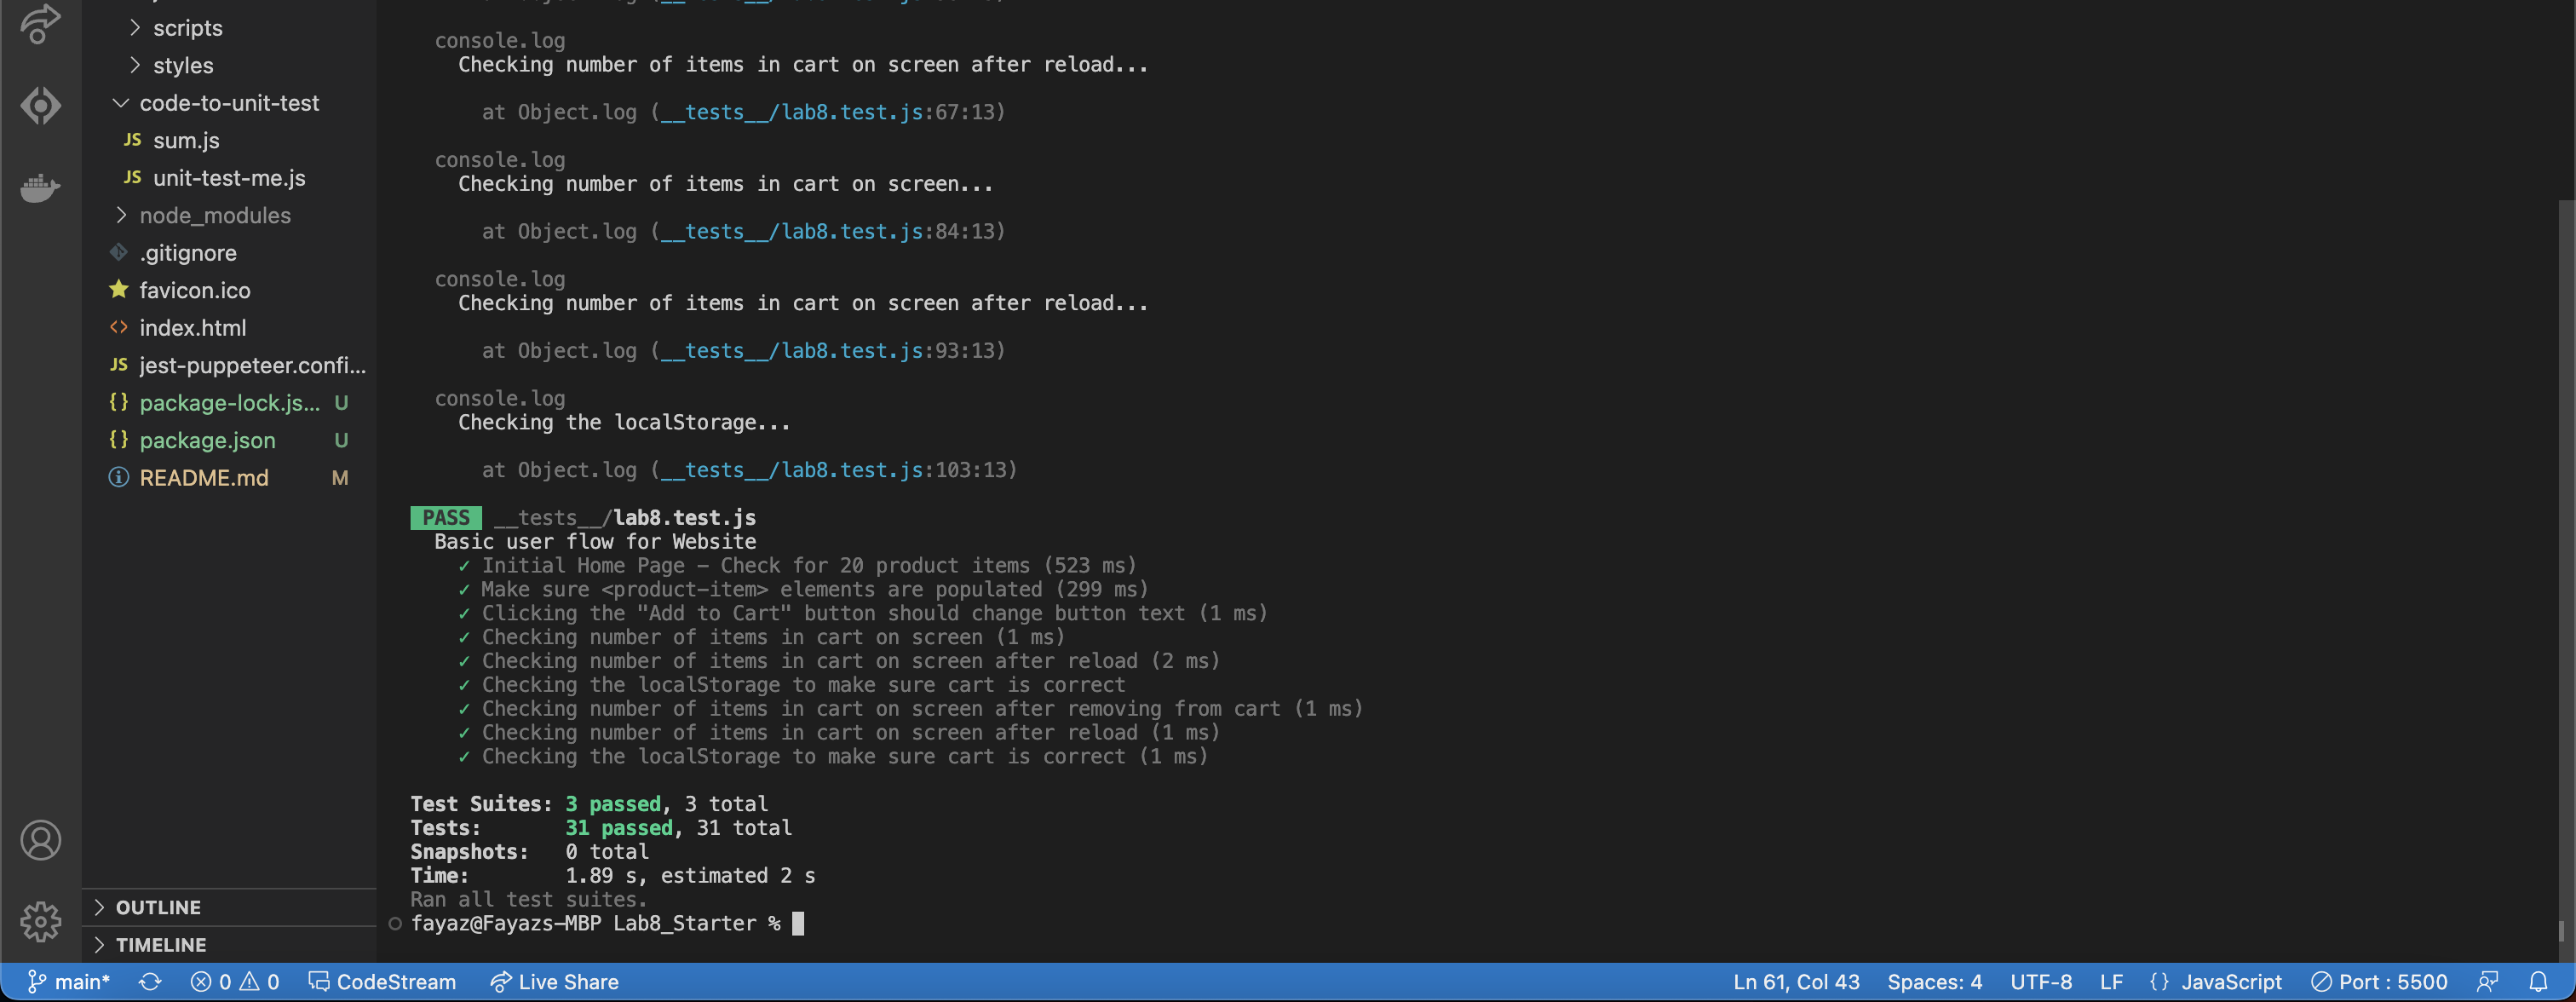 scripts
styles
code-to-unit-test
JS sum.js
JS unit-test-me.js
node_modules
.gitignore
favicon.ico
<> index.html
JS jest-puppeteer.confi...
{} package-lock.js... U
{} package.json U
README.md M
OUTLINE
TIMELINE
console.log
Checking number of items in cart on screen after reload...
at Object.log (__tests__/lab8.test.js:67:13)
console.log
Checking number of items in cart on screen...
at Object.log (__tests__/lab8.test.js:84:13)
console.log
Checking number of items in cart on screen after reload...
at Object.log (__tests__/lab8.test.js:93:13)
console.log
Checking the localStorage...
at Object.log (__tests__/lab8.test.js:103:13)
PASS __tests__/lab8.test.js
Basic user flow for Website
✓ Initial Home Page - Check for 20 product items (523 ms)
✓ Make sure <product-item> elements are populated (299 ms)
✓ Clicking the "Add to Cart" button should change button text (1 ms)
✓ Checking number of items in cart on screen (1 ms)
✓ Checking number of items in cart on screen after reload (2 ms)
✓ Checking the localStorage to make sure cart is correct
✓ Checking number of items in cart on screen after removing from cart (1 ms)
✓ Checking number of items in cart on screen after reload (1 ms)
✓ Checking the localStorage to make sure cart is correct (1 ms)
Test Suites: 3 passed, 3 total
Tests: 31 passed, 31 total
Snapshots: 0 total
Time: 1.89 s, estimated 2 s
Ran all test suites.
fayaz@Fayazs-MBP Lab8_Starter %
main* 0 0 CodeStream Live Share Ln 61, Col 43 Spaces: 4 UTF-8 LF {} JavaScript Port : 5500